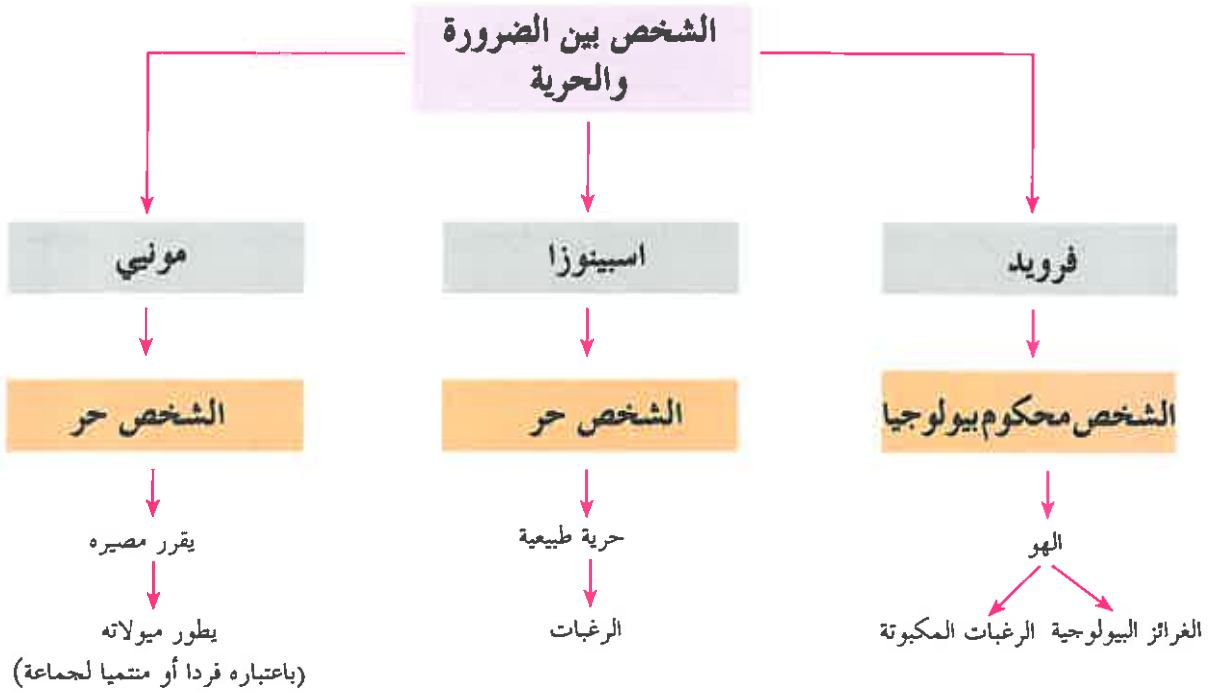 الشخص بين الضرورة
والحرية
فرويد
اسبينوزا
مونيي
الشخص محكوم بيولوجيا
الشخص حر
الشخص حر
الهو
حرية طبيعية
يقرر مصيره
الغرائز البيولوجية
الرغبات المكبوتة
الرغبات
يطور ميولاته
(باعتباره فردا أو منتميا لجماعة)